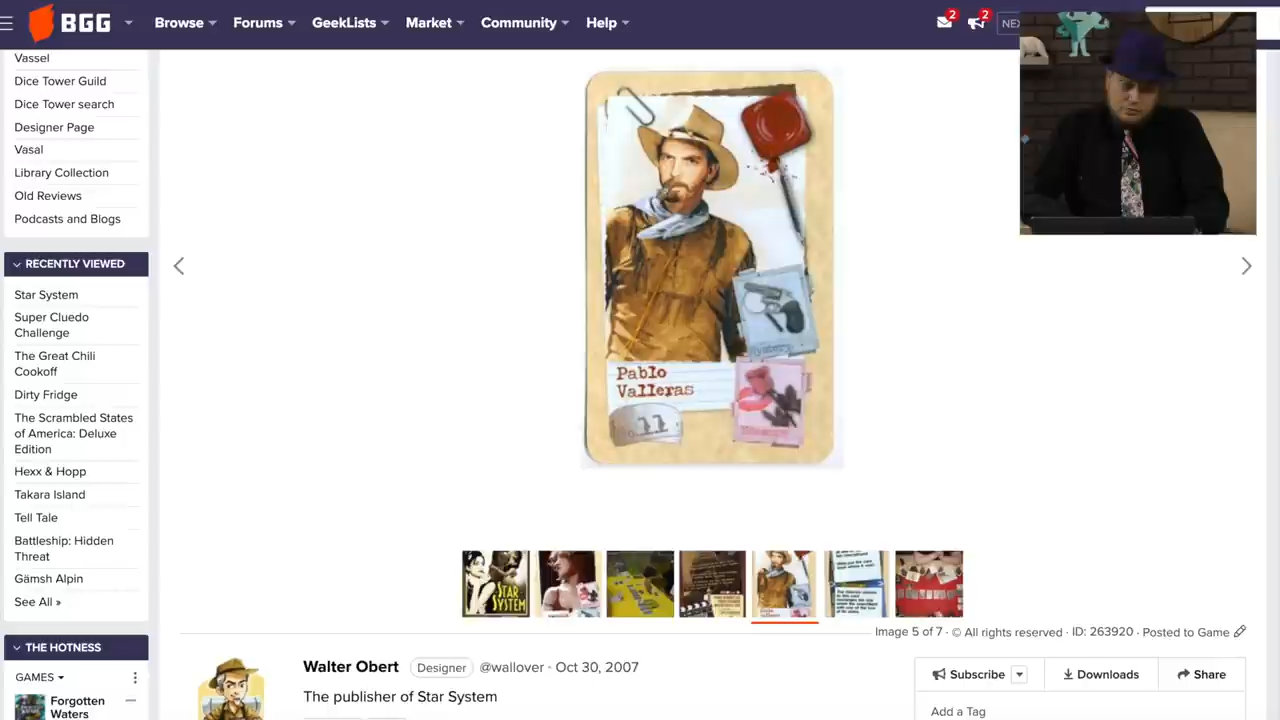 BGG
Browse
Forums
GeekLists
Market
Community
Help
2
2
NEX
Vassel
Dice Tower Guild
Dice Tower search
Designer Page
Vasal
Library Collection
Old Reviews
Podcasts and Blogs
RECENTLY VIEWED
Star System
Super Cluedo
Challenge
The Great Chili
Cookoff
Dirty Fridge
The Scrambled States
of America: Deluxe
Edition
Hexx & Hopp
Takara Island
Tell Tale
Battleship: Hidden
Threat
Gämsh Alpin
See All »
THE HOTNESS
GAMES
Forgotten
Waters
Pablo
Valleras
11
Mystery
STAR
SYSTEM
Image 5 of 7 · © All rights reserved · ID: 263920 · Posted to Game
Walter Obert
Designer
@wallover · Oct 30, 2007
The publisher of Star System
Subscribe
Downloads
Share
Add a Tag